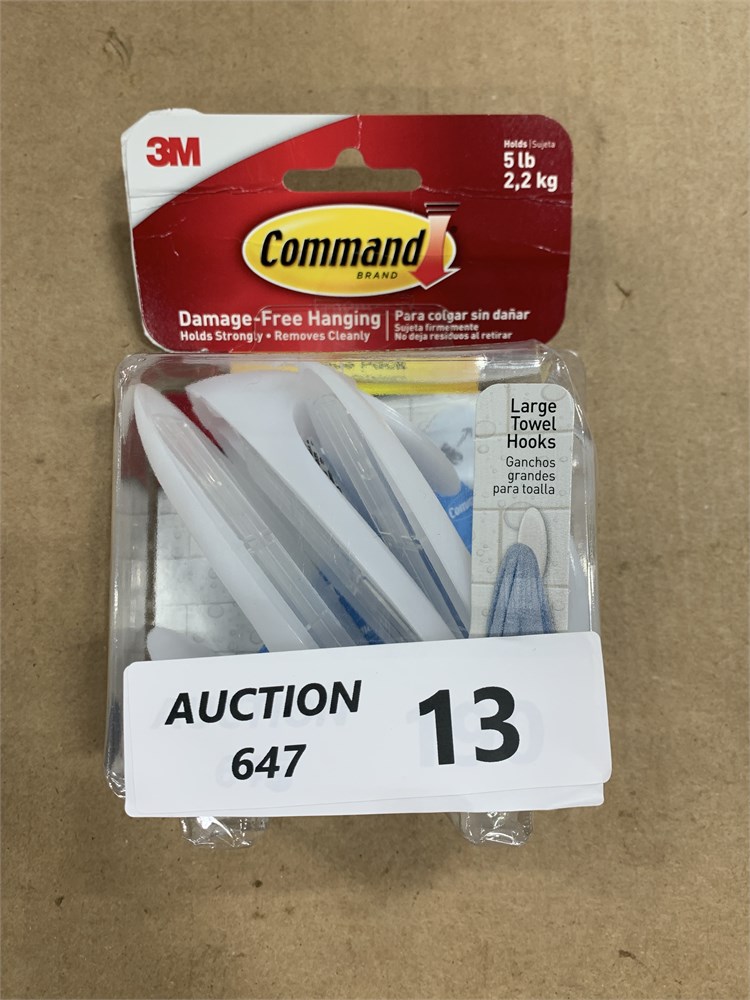 3M
Holds | Sujeta
5 lb
2,2 kg
Command
BRAND
Damage-Free Hanging
Holds Strongly • Removes Cleanly
Para colgar sin dañar
Sujeta firmemente
No deja residuos al retirar
Pack
Large
Towel
Hooks
Ganchos
grandes
para toalla
AUCTION
647
13